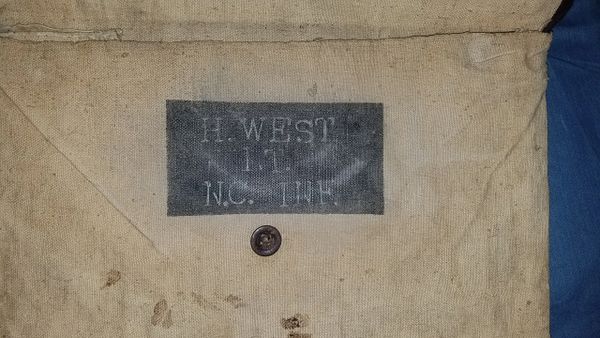 H. WEST
I.T.
N.C. INF.